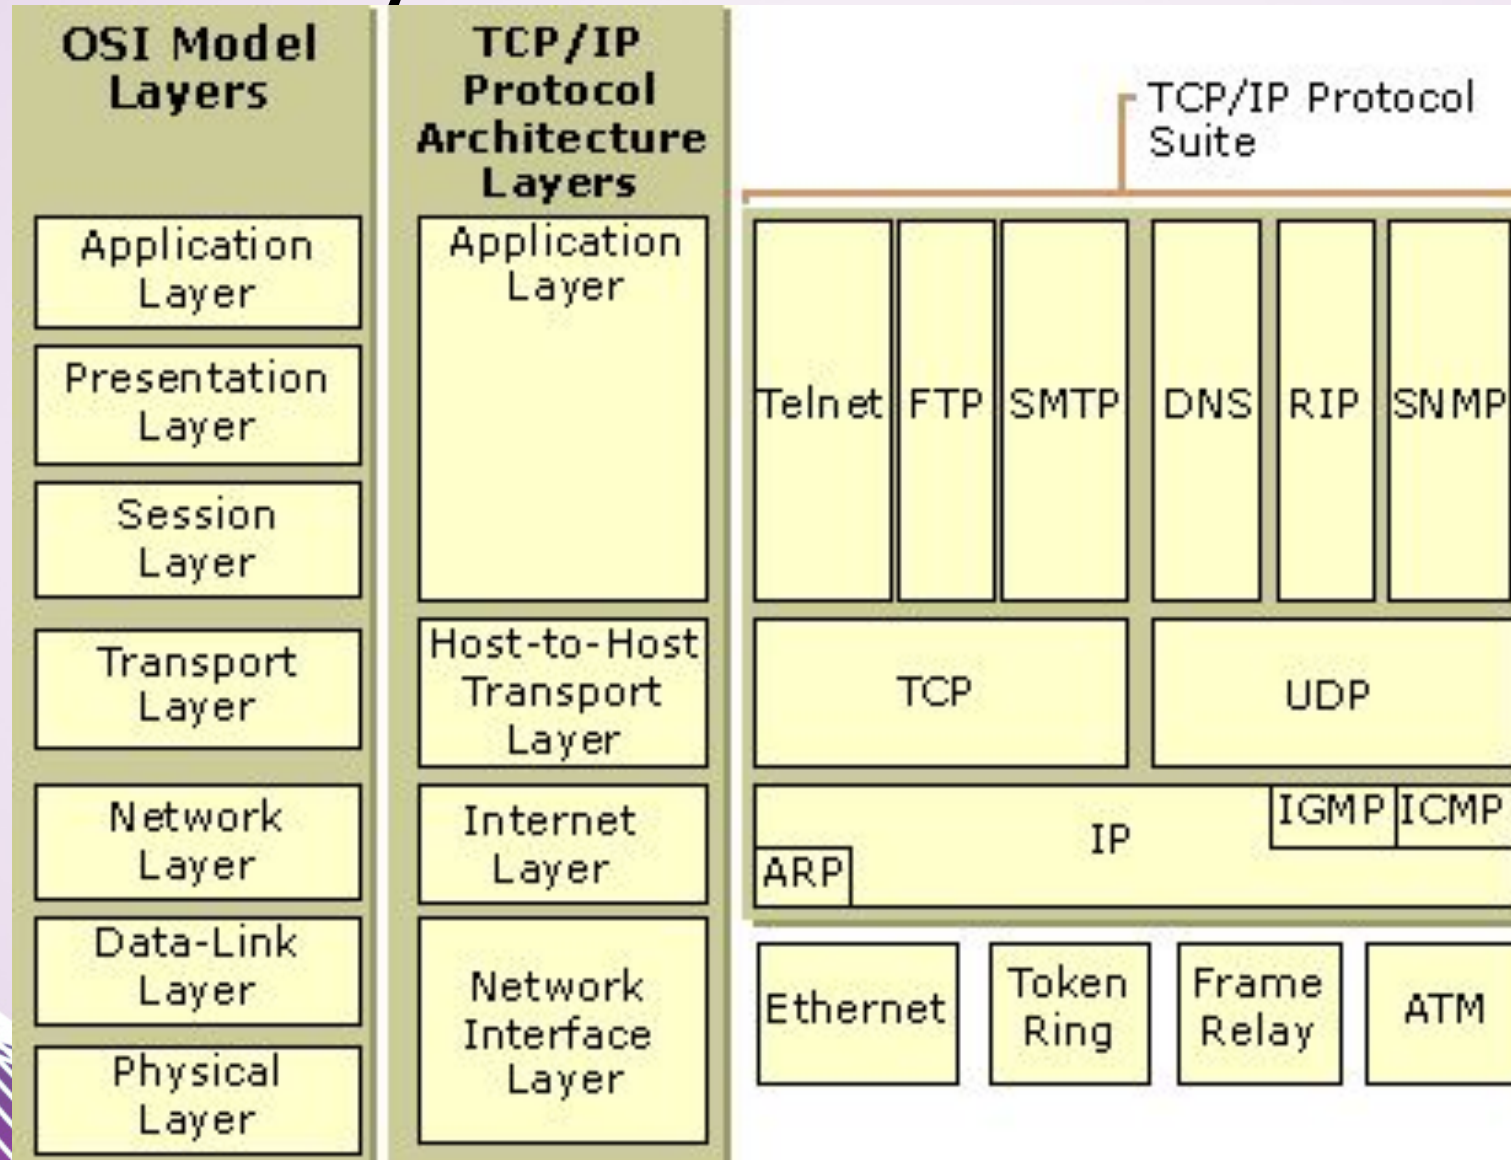 OSI Model
Layers
TCP/IP
Protocol
Architecture
Layers
TCP/IP Protocol
Suite
Application
Layer
Presentation
Layer
Session
Layer
Transport
Layer
Network
Layer
Data-Link
Layer
Physical
Layer
Application
Layer
Host-to-Host
Transport
Layer
Internet
Layer
Network
Interface
Layer
Telnet
FTP
SMTP
DNS
RIP
SNMP
TCP
UDP
IP
IGMP
ICMP
ARP
Ethernet
Token
Ring
Frame
Relay
ATM